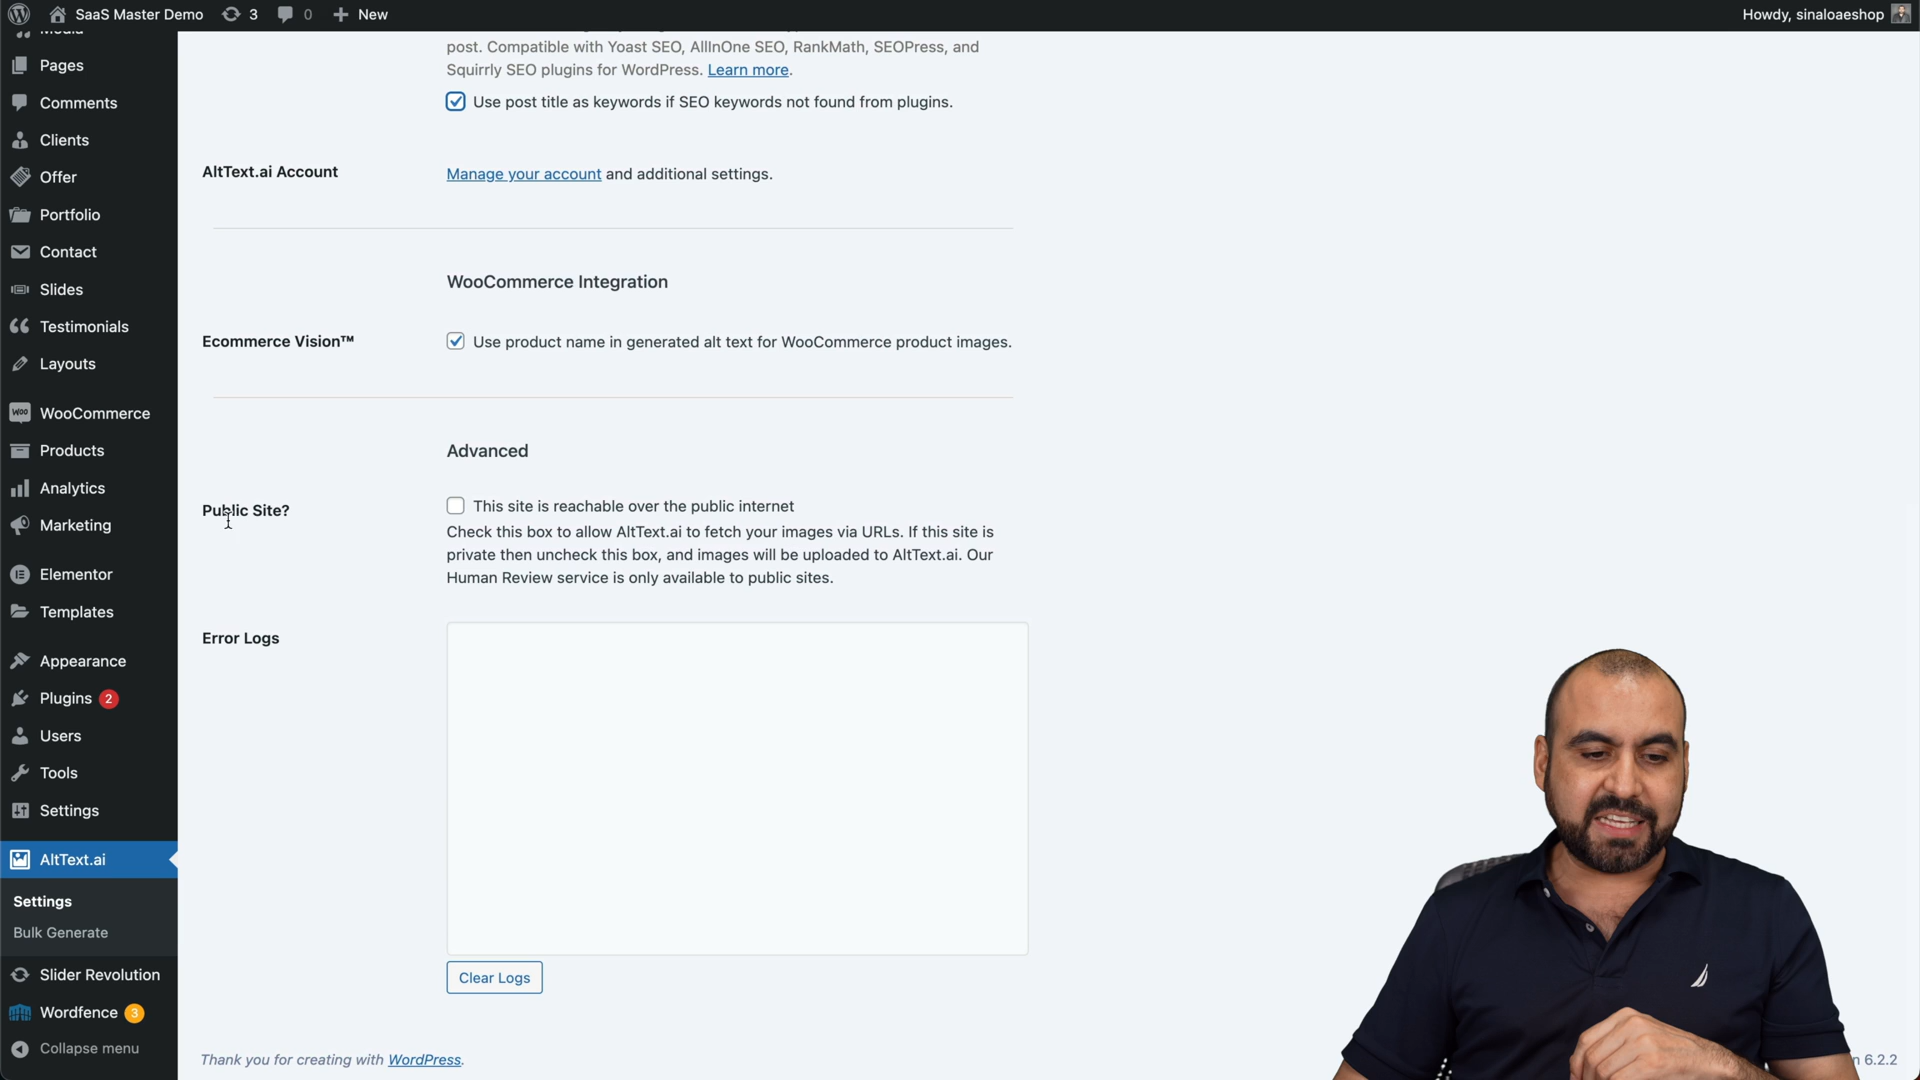 SaaS Master Demo 3 0 New Howdy, sinaloaeshop
Pages
Comments
Clients
Offer
Portfolio
Contact
Slides
Testimonials
Layouts
WooCommerce
Products
Analytics
Marketing
Elementor
Templates
Appearance
Plugins 2
Users
Tools
Settings
AltText.ai
Settings
Bulk Generate
Slider Revolution
Wordfence 3
Collapse menu
post. Compatible with Yoast SEO, AllInOne SEO, RankMath, SEOPress, and
Squirrly SEO plugins for WordPress. Learn more.
Use post title as keywords if SEO keywords not found from plugins.
AltText.ai Account
Manage your account and additional settings.
WooCommerce Integration
Ecommerce Vision™
Use product name in generated alt text for WooCommerce product images.
Advanced
Public Site?
This site is reachable over the public internet
Check this box to allow AltText.ai to fetch your images via URLs. If this site is
private then uncheck this box, and images will be uploaded to AltText.ai. Our
Human Review service is only available to public sites.
Error Logs
Clear Logs
Thank you for creating with WordPress.
6.2.2